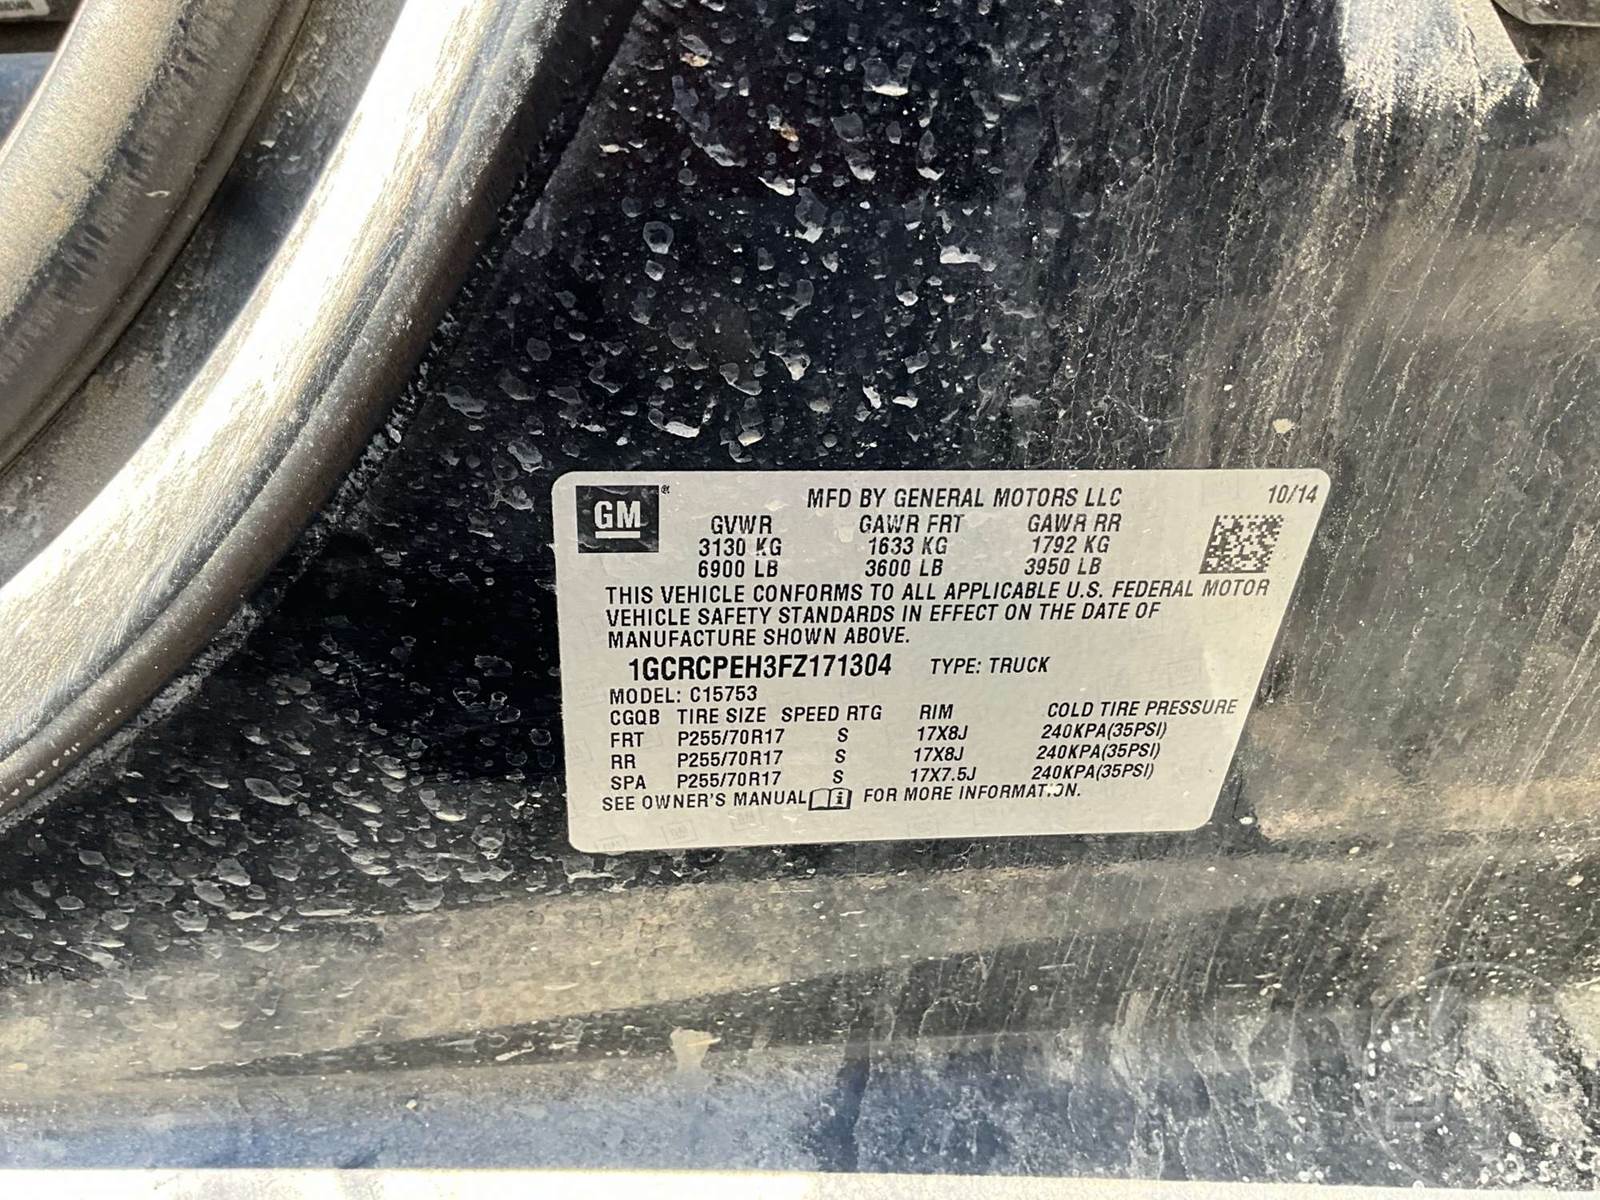 GM® MFD BY GENERAL MOTORS LLC 10/14
GVWR GAWR FRT GAWR RR
3130 KG 1633 KG 1792 KG
6900 LB 3600 LB 3950 LB
THIS VEHICLE CONFORMS TO ALL APPLICABLE U.S. FEDERAL MOTOR
VEHICLE SAFETY STANDARDS IN EFFECT ON THE DATE OF
MANUFACTURE SHOWN ABOVE.
1GCRCPEH3FZ171304 TYPE: TRUCK
MODEL: C15753
CGQB TIRE SIZE SPEED RTG RIM COLD TIRE PRESSURE
FRT P255/70R17 S 17X8J 240KPA(35PSI)
RR P255/70R17 S 17X8J 240KPA(35PSI)
SPA P255/70R17 S 17X7.5J 240KPA(35PSI)
SEE OWNER'S MANUAL FOR MORE INFORMATION.